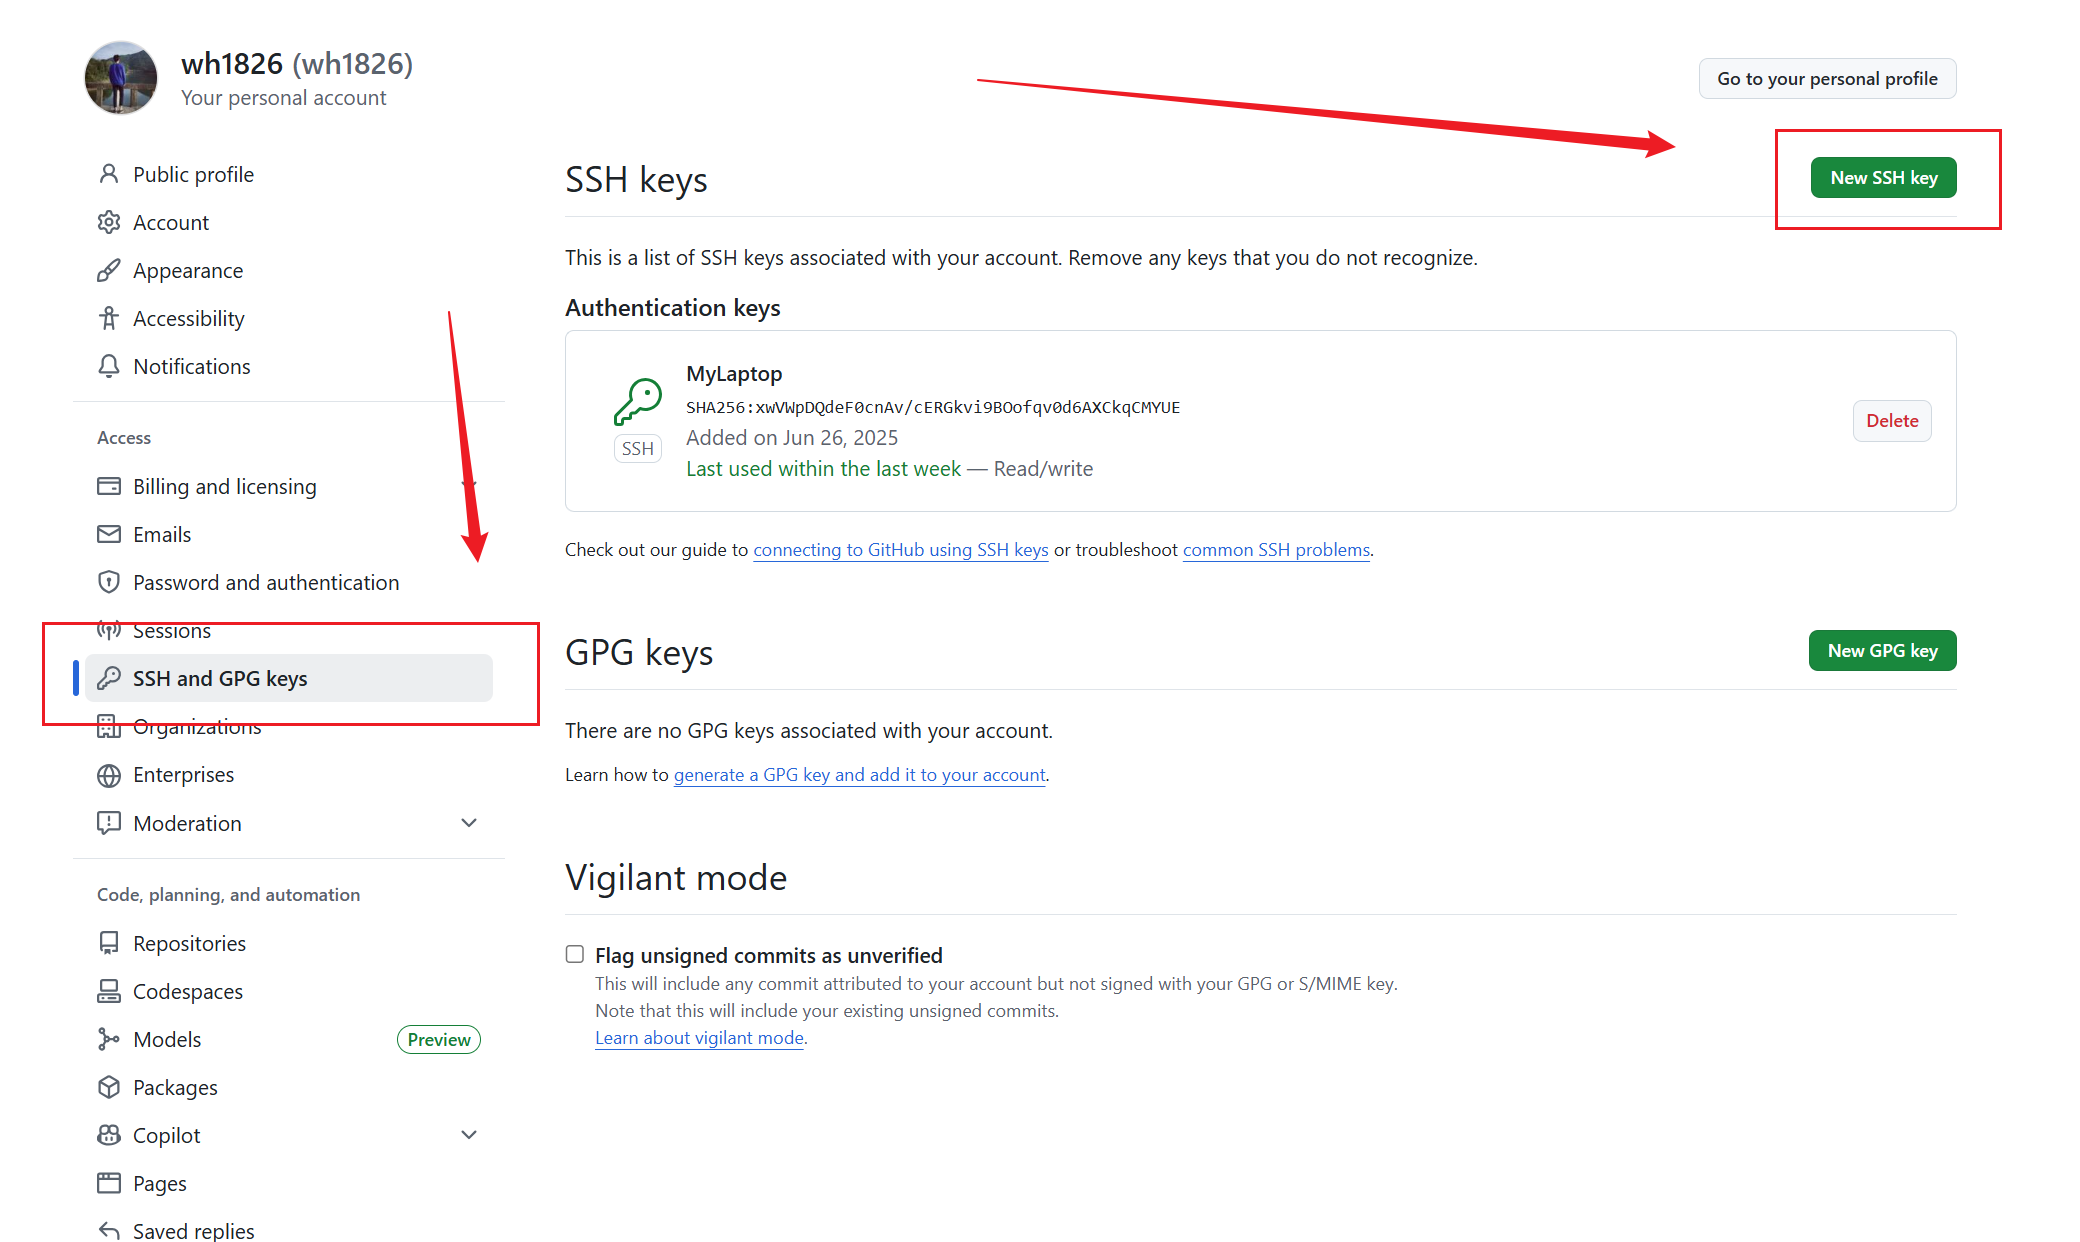 wh1826 (wh1826)
Your personal account
Go to your personal profile
Public profile
Account
Appearance
Accessibility
Notifications
Access
Billing and licensing
Emails
Password and authentication
Sessions
SSH and GPG keys
Organizations
Enterprises
Moderation
Code, planning, and automation
Repositories
Codespaces
Models Preview
Packages
Copilot
Pages
Saved replies
SSH keys
New SSH key
This is a list of SSH keys associated with your account. Remove any keys that you do not recognize.
Authentication keys
MyLaptop
SHA256:xwVWpDQdeF0cnAv/cERGkvi9BOofqv0d6AXCkqCMYUE
Added on Jun 26, 2025
Last used within the last week — Read/write
SSH
Delete
Check out our guide to connecting to GitHub using SSH keys or troubleshoot common SSH problems.
GPG keys
New GPG key
There are no GPG keys associated with your account.
Learn how to generate a GPG key and add it to your account.
Vigilant mode
Flag unsigned commits as unverified
This will include any commit attributed to your account but not signed with your GPG or S/MIME key.
Note that this will include your existing unsigned commits.
Learn about vigilant mode.